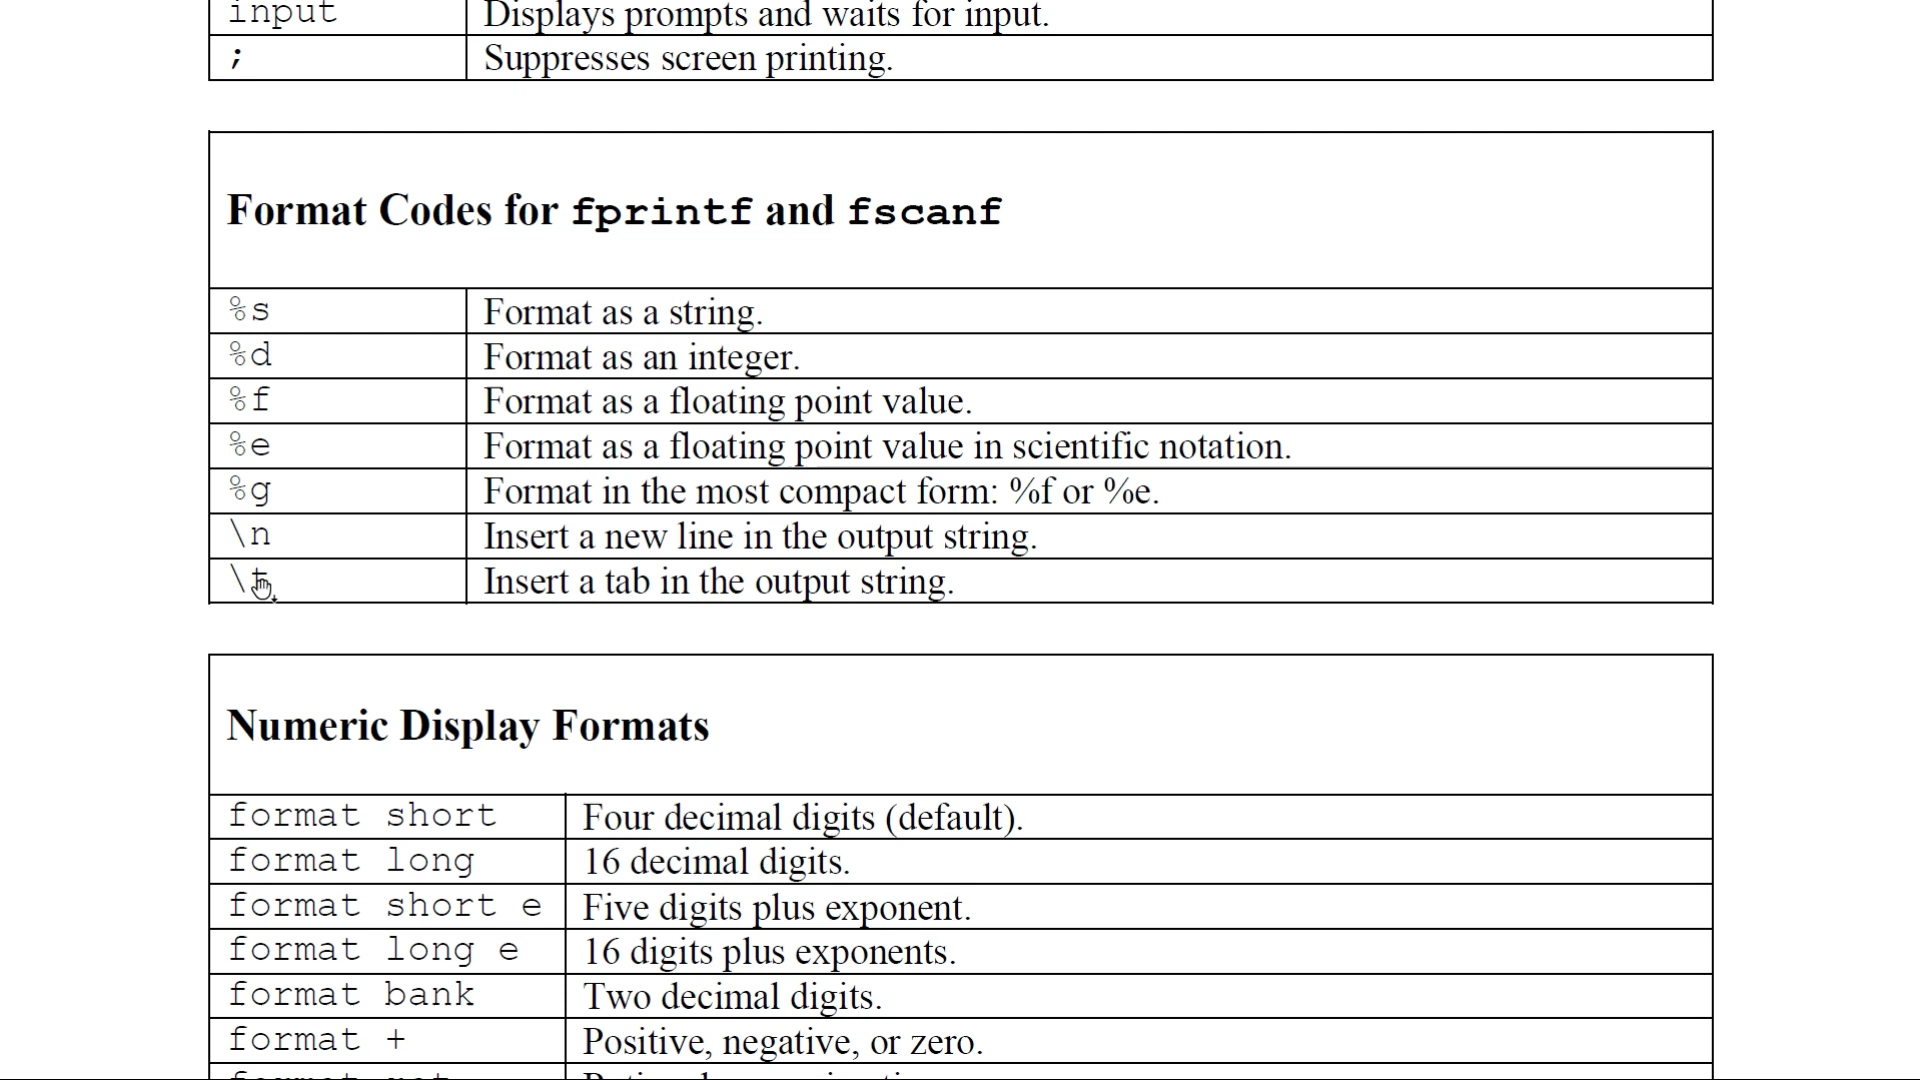 input Displays prompts and waits for input.
; Suppresses screen printing.
Format Codes for fprintf and fscanf
%s Format as a string.
%d Format as an integer.
%f Format as a floating point value.
%e Format as a floating point value in scientific notation.
%g Format in the most compact form: %f or %e.
\n Insert a new line in the output string.
\t Insert a tab in the output string.
Numeric Display Formats
format short Four decimal digits (default).
format long 16 decimal digits.
format short e Five digits plus exponent.
format long e 16 digits plus exponents.
format bank Two decimal digits.
format + Positive, negative, or zero.
format